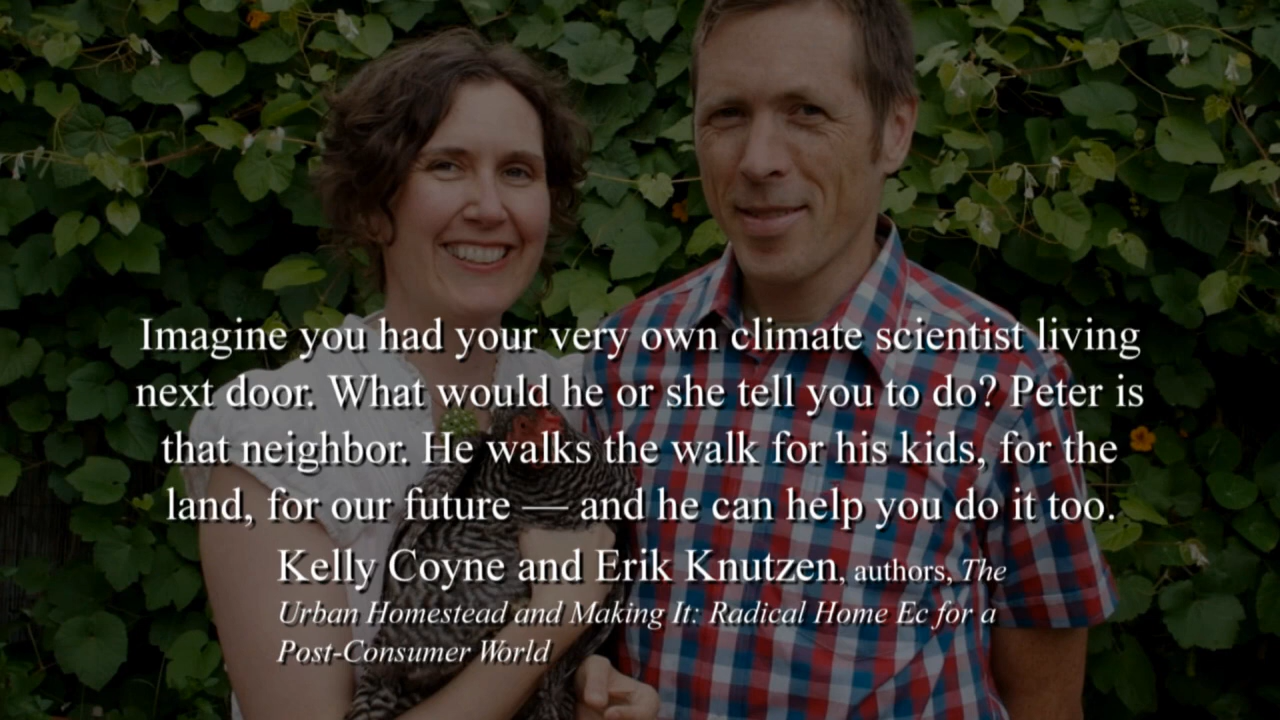 Imagine you had your very own climate scientist living
next door. What would he or she tell you to do? Peter is
that neighbor. He walks the walk for his kids, for the
land, for our future — and he can help you do it too.
Kelly Coyne and Erik Knutzen, authors, The
Urban Homestead and Making It: Radical Home Ec for a
Post-Consumer World